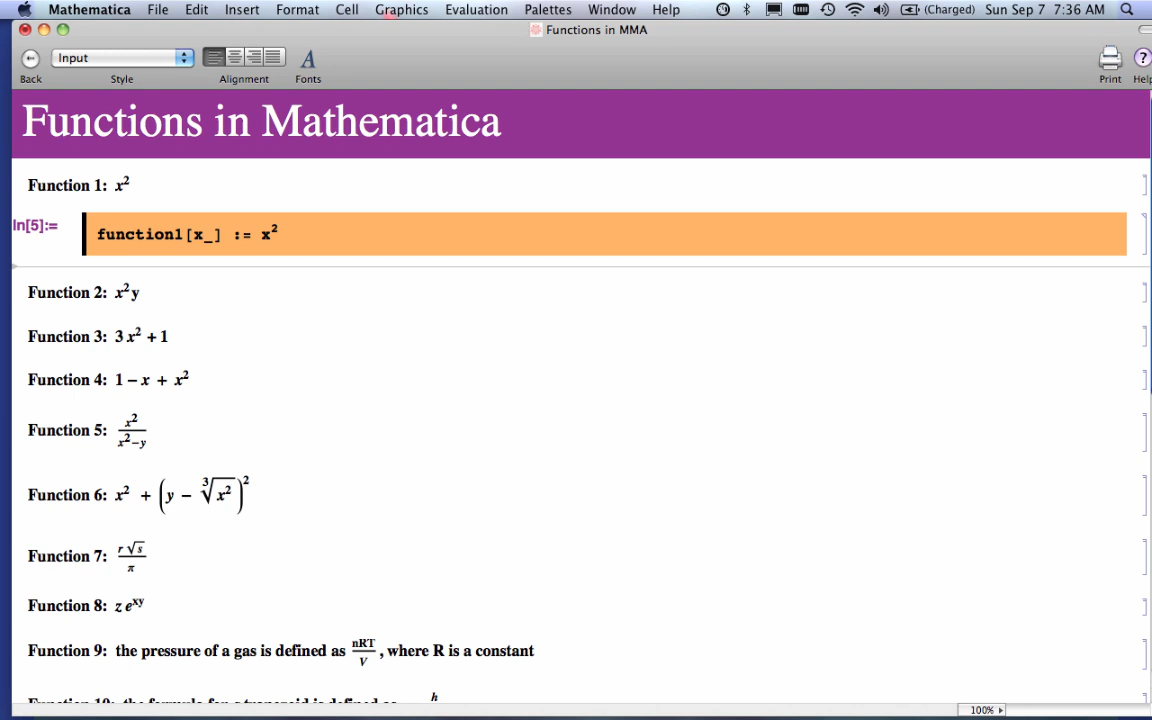 Mathematica File Edit Insert Format Cell Graphics Evaluation Palettes Window Help (Charged) Sun Sep 7 7:36 AM
Functions in MMA
Input
Back Style Alignment Fonts Print Help
Functions in Mathematica
Function 1: x²
In[5]:= function1[x_] := x²
Function 2: x²y
Function 3: 3 x² + 1
Function 4: 1 − x + x²
Function 5: x²/(x²−y)
Function 6: x² + (y − ∛(x²))²
Function 7: r √s / π
Function 8: z e^xy
Function 9: the pressure of a gas is defined as nRT/V , where R is a constant
100%